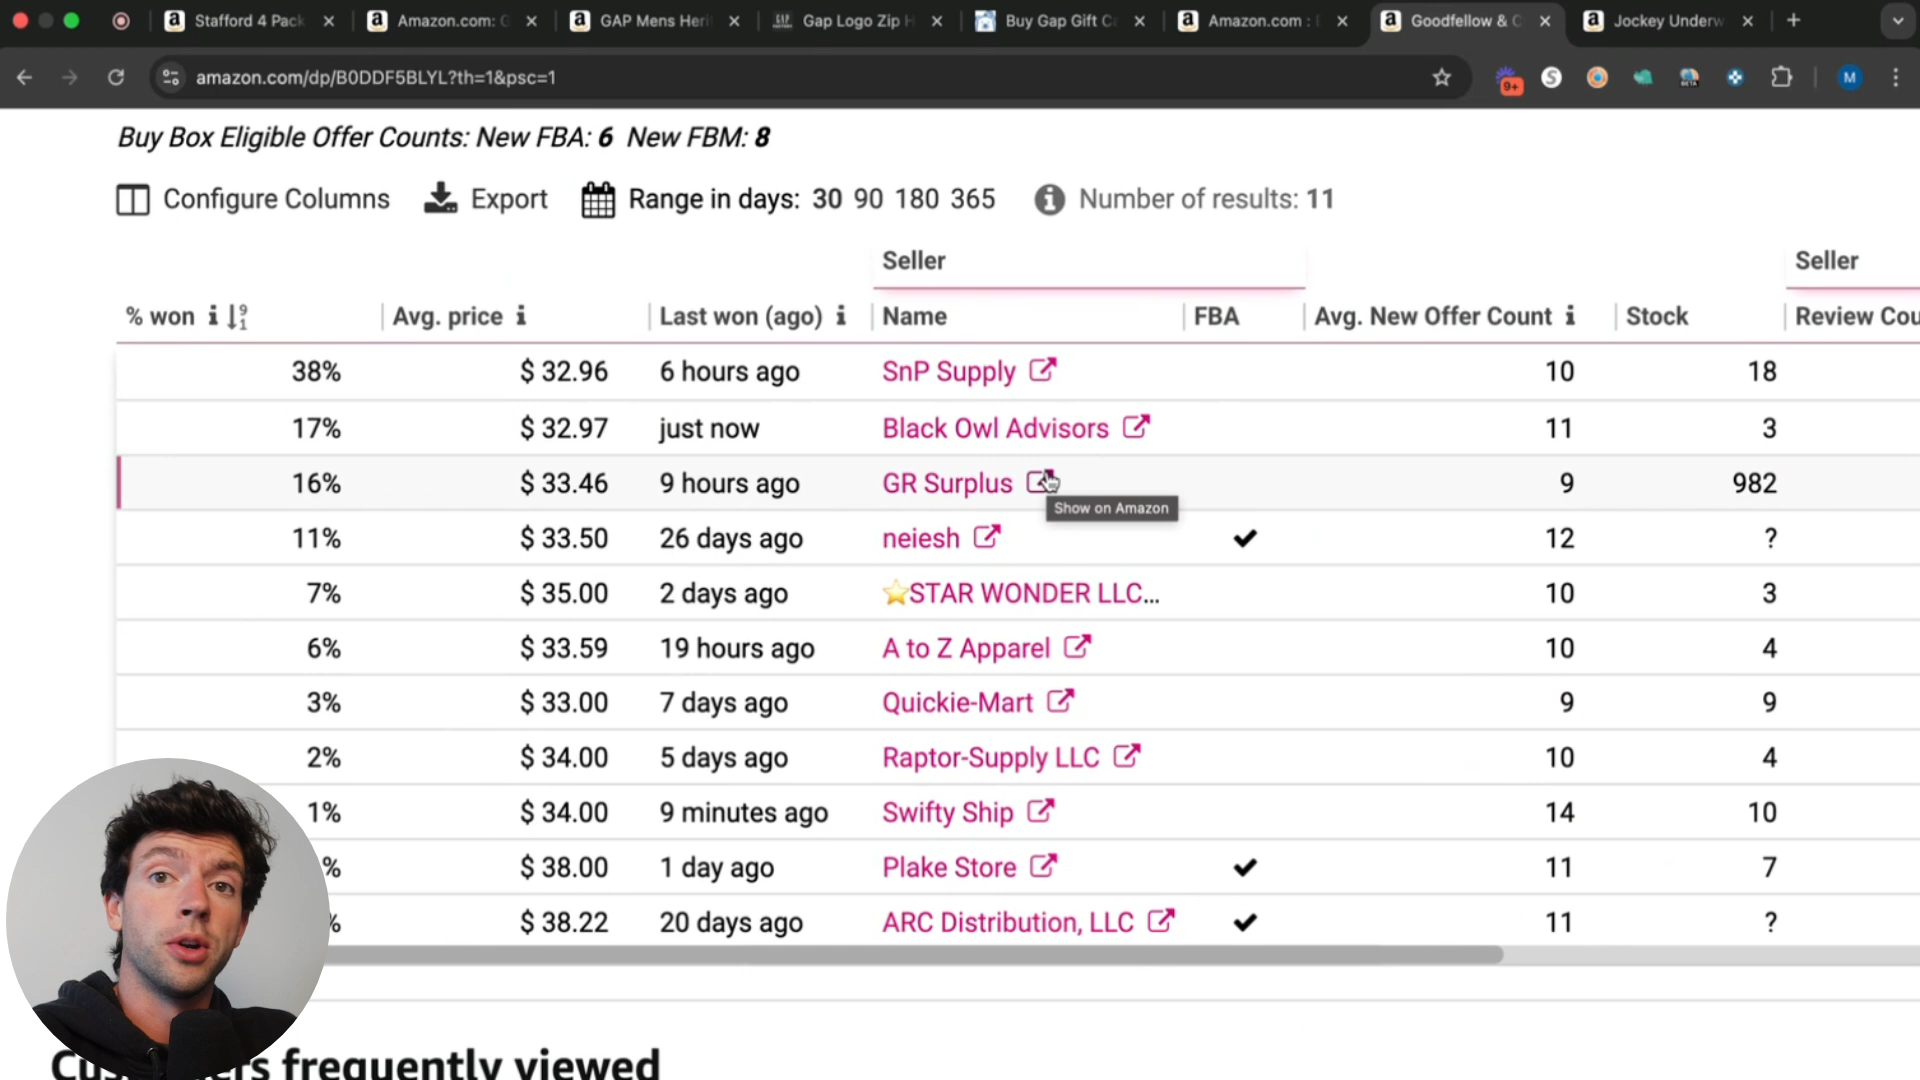 Stafford 4 Pack
Amazon.com: G
GAP Mens Heri
Gap Logo Zip H
Buy Gap Gift C
Amazon.com :
Goodfellow & C
Jockey Underw
amazon.com/dp/B0DDF5BLYL?th=1&psc=1
9+
BETA
M
Buy Box Eligible Offer Counts: New FBA: 6 New FBM: 8
Configure Columns
Export
Range in days: 30 90 180 365
Number of results: 11
Seller
Seller
% won
Avg. price
Last won (ago)
Name
FBA
Avg. New Offer Count
Stock
Review Cou
38% $ 32.96 6 hours ago SnP Supply 10 18
17% $ 32.97 just now Black Owl Advisors 11 3
16% $ 33.46 9 hours ago GR Surplus 9 982
Show on Amazon
11% $ 33.50 26 days ago neiesh ✔ 12 ?
7% $ 35.00 2 days ago ⭐STAR WONDER LLC... 10 3
6% $ 33.59 19 hours ago A to Z Apparel 10 4
3% $ 33.00 7 days ago Quickie-Mart 9 9
2% $ 34.00 5 days ago Raptor-Supply LLC 10 4
1% $ 34.00 9 minutes ago Swifty Ship 14 10
% $ 38.00 1 day ago Plake Store ✔ 11 7
% $ 38.22 20 days ago ARC Distribution, LLC ✔ 11 ?
frequently viewed